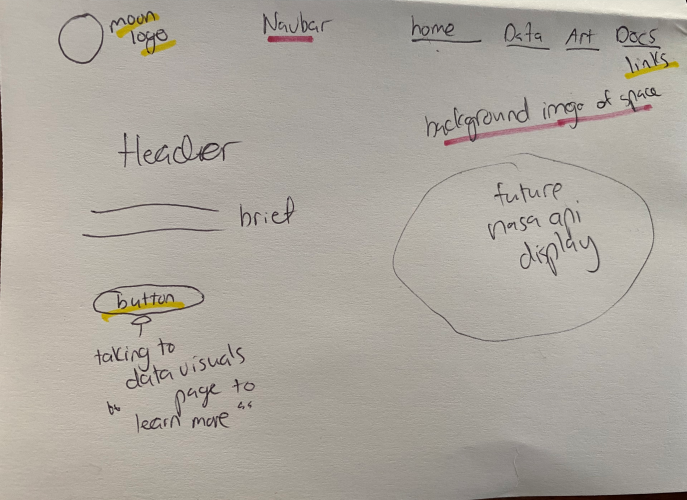 moon
logo
Navbar
home Data Art Docs
links
background image of space
Header
brief
future
nasa api
display
button
taking to
data visuals
page to
" learn more "